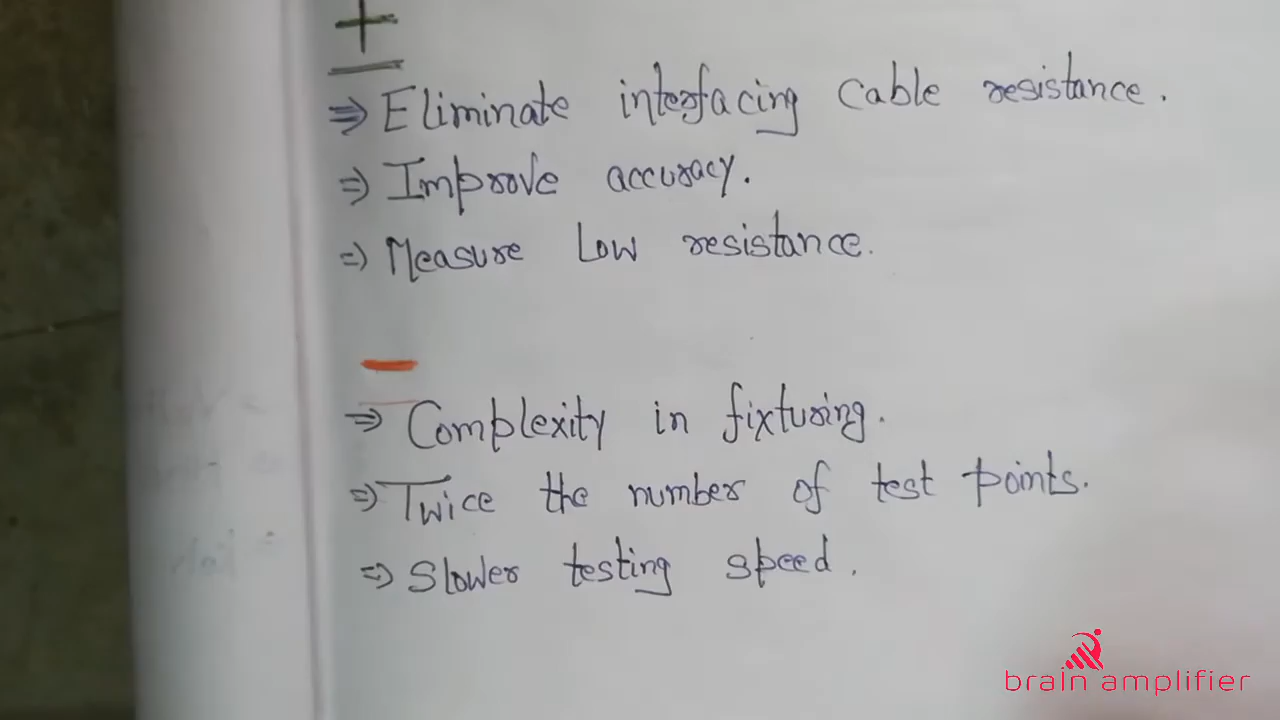 +
⇒ Eliminate interfacing cable resistance.
⇒ Improve accuracy.
⇒ Measure Low resistance.
−
⇒ Complexity in fixturing.
⇒ Twice the number of test points.
⇒ Slower testing speed.
brain amplifier